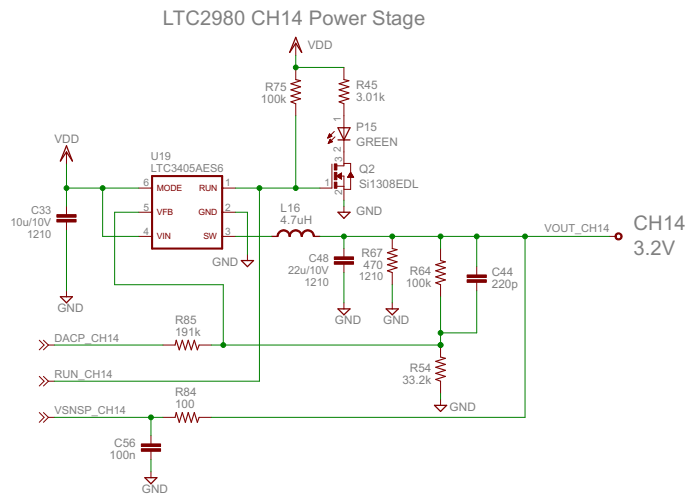 LTC2980 CH14 Power Stage
VDD
R75
100k
R45
3.01k
P15
GREEN
1
2
Q2
Si1308EDL
3
1
2
GND
VDD
U19
LTC3405AES6
6 MODE RUN 1
5 VFB GND 2
4 VIN SW 3
C33
10u/10V
1210
GND
GND
L16
4.7uH
C48
22u/10V
1210
GND
R67
470
1210
GND
R64
100k
C44
220p
VOUT_CH14
CH14
3.2V
DACP_CH14
R85
191k
R54
33.2k
GND
RUN_CH14
VSNSP_CH14
R84
100
C56
100n
GND